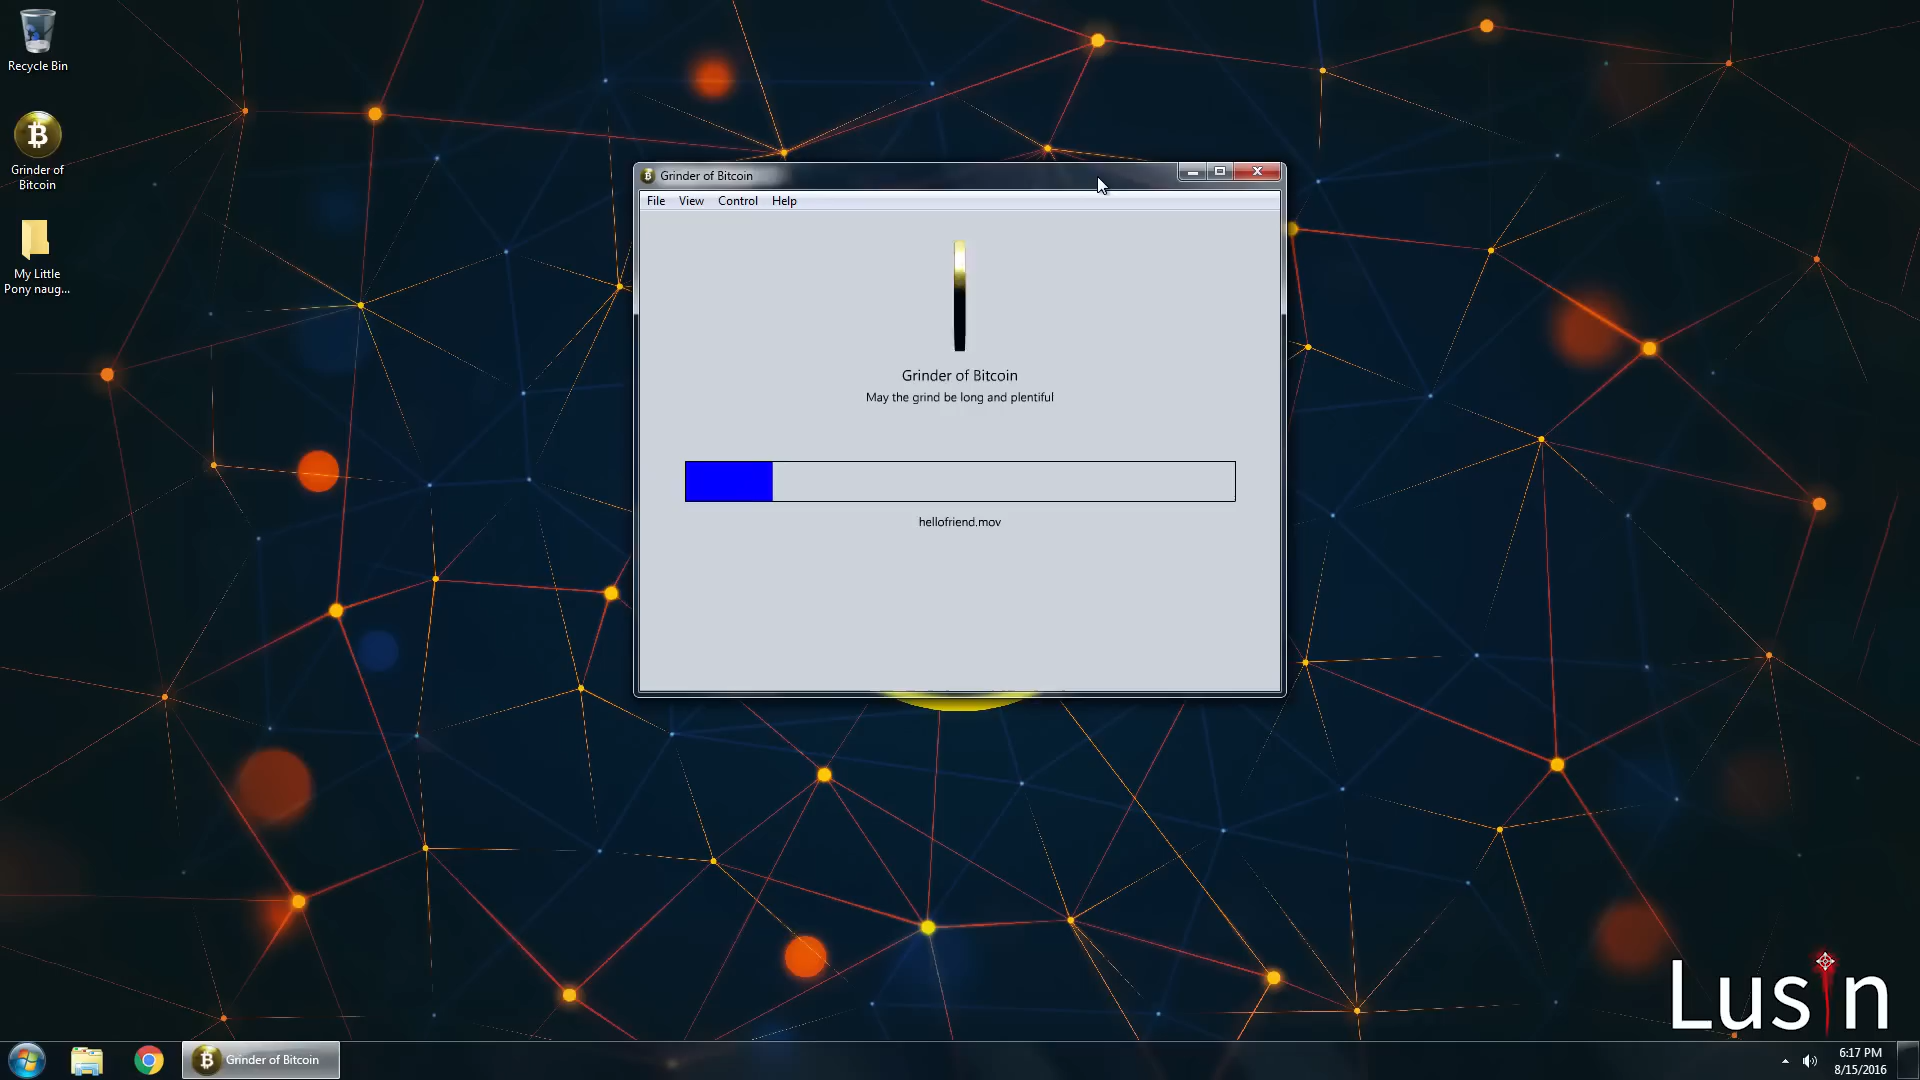 Recycle Bin
Grinder of
Bitcoin
My Little
Pony naug...
Grinder of Bitcoin
File View Control Help
Grinder of Bitcoin
May the grind be long and plentiful
hellofriend.mov
Lusin
Grinder of Bitcoin
6:17 PM
8/15/2016